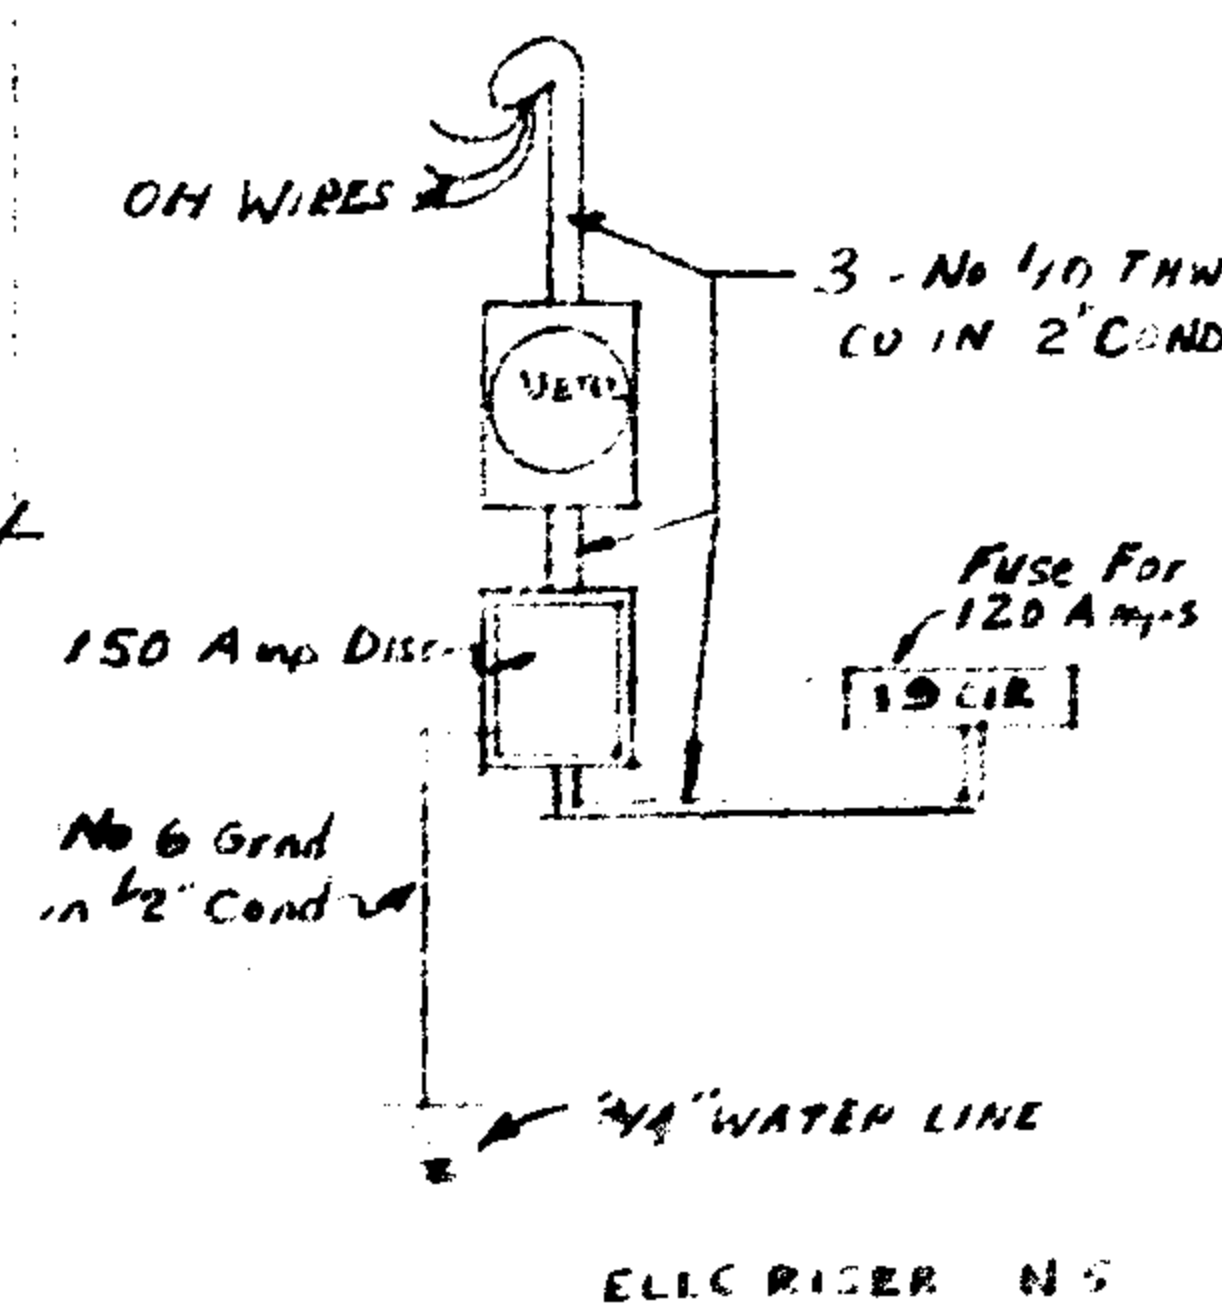 OH WIRES
3 - No 1/0 THW
CU IN 2" COND
METE
Fuse For
120 Amps
150 Amp Disc
19 CIR
No 6 Grnd
in 1/2" Cond
3/4" WATER LINE
ELEC RISER N S